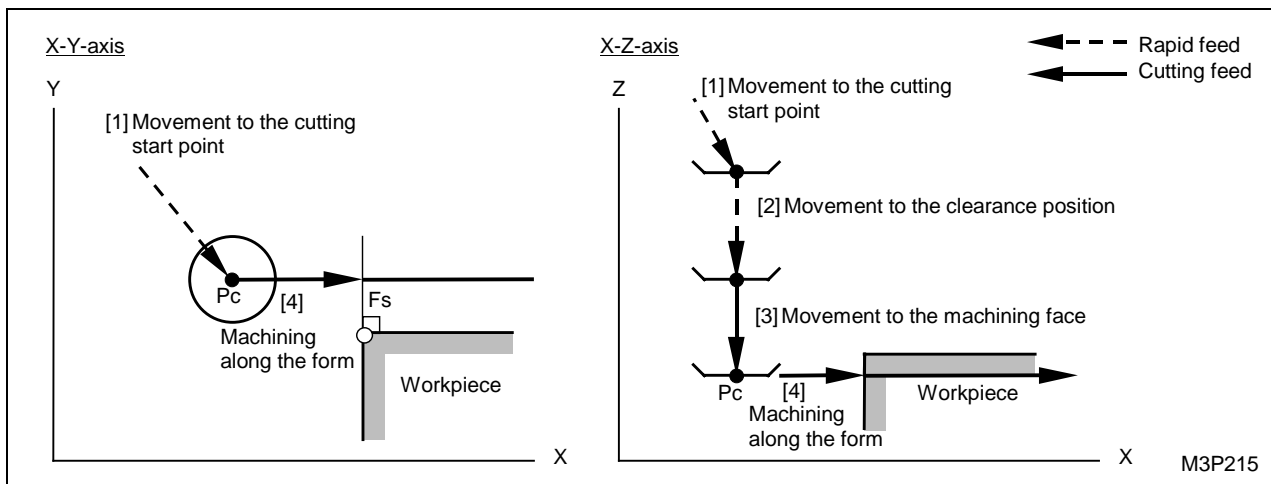 X-Y-axis
Y
[1] Movement to the cutting
start point
Pc
[4]
Fs
Machining
along the form
Workpiece
X
X-Z-axis
Rapid feed
Cutting feed
Z
[1] Movement to the cutting
start point
[2] Movement to the clearance position
[3] Movement to the machining face
Pc
[4]
Workpiece
Machining
along the form
X
M3P215